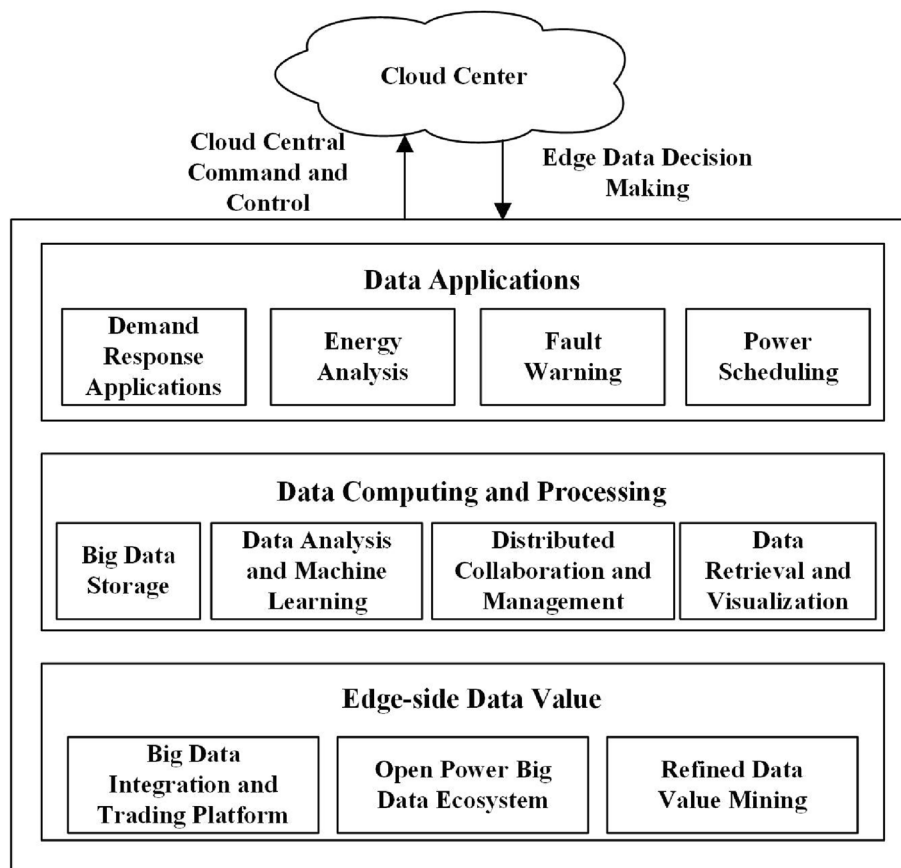 Cloud Center
Cloud Central
Command and
Control
Edge Data Decision
Making
Data Applications
Demand
Response
Applications
Energy
Analysis
Fault
Warning
Power
Scheduling
Data Computing and Processing
Big Data
Storage
Data Analysis
and Machine
Learning
Distributed
Collaboration and
Management
Data
Retrieval and
Visualization
Edge-side Data Value
Big Data
Integration and
Trading Platform
Open Power Big
Data Ecosystem
Refined Data
Value Mining